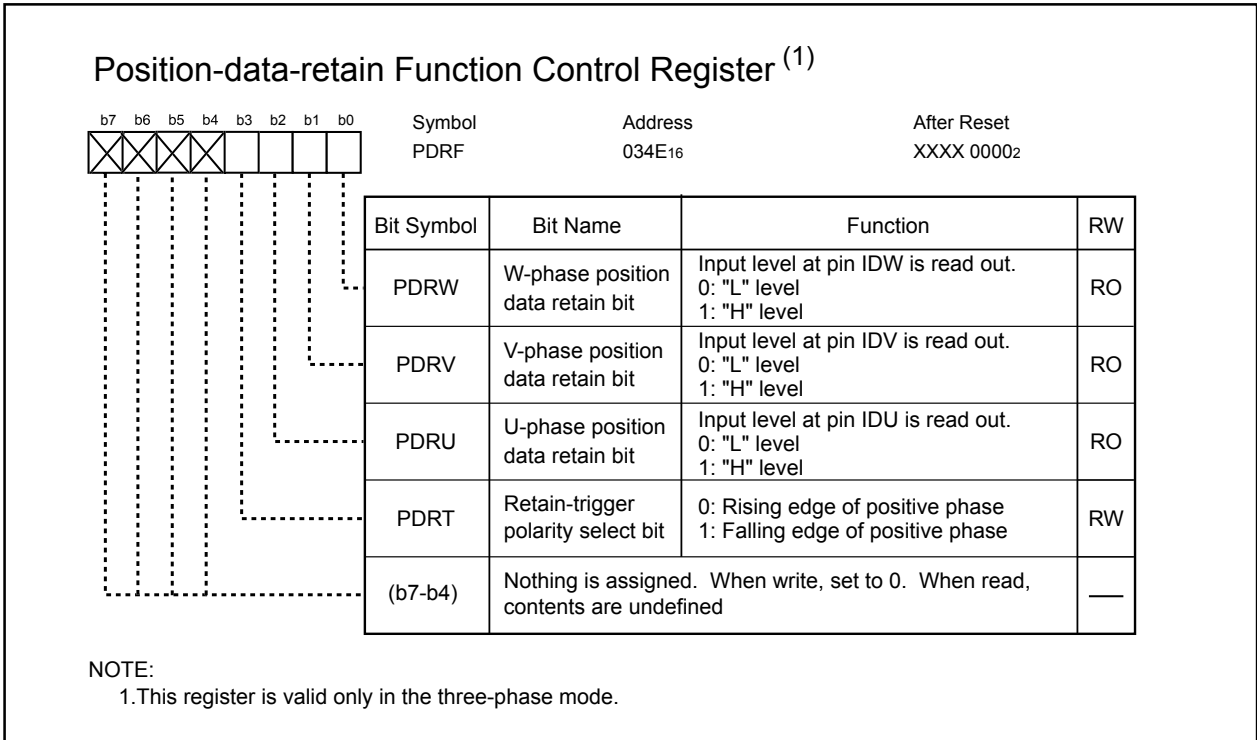 Position-data-retain Function Control Register (1)
b7 b6 b5 b4 b3 b2 b1 b0
Symbol Address After Reset
PDRF 034E16 XXXX 00002
Bit Symbol Bit Name Function RW
PDRW W-phase position data retain bit Input level at pin IDW is read out. RO
0: "L" level
1: "H" level
PDRV V-phase position data retain bit Input level at pin IDV is read out. RO
0: "L" level
1: "H" level
PDRU U-phase position data retain bit Input level at pin IDU is read out. RO
0: "L" level
1: "H" level
PDRT Retain-trigger polarity select bit 0: Rising edge of positive phase RW
1: Falling edge of positive phase
(b7-b4) Nothing is assigned. When write, set to 0. When read, —
contents are undefined
NOTE:
1.This register is valid only in the three-phase mode.